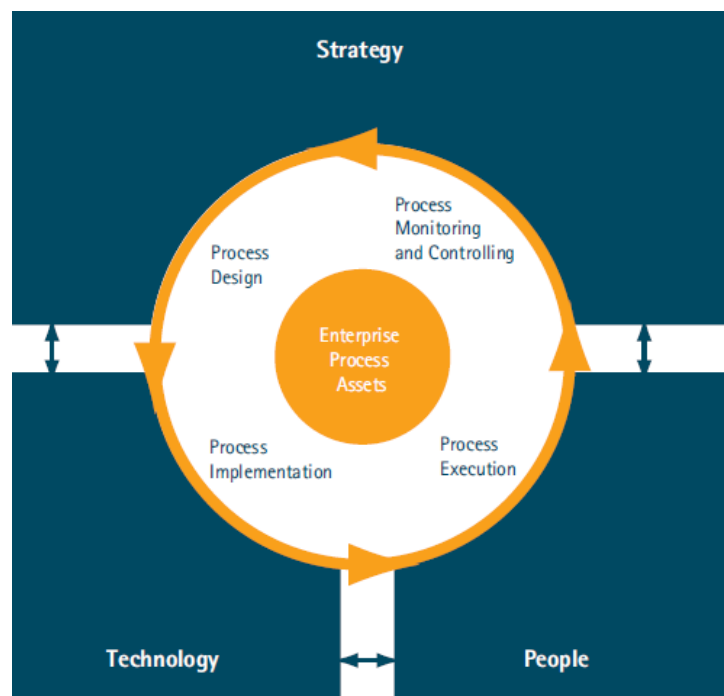 Strategy
Process
Monitoring
and Controlling
Process
Design
Enterprise
Process
Assets
Process
Implementation
Process
Execution
Technology
People